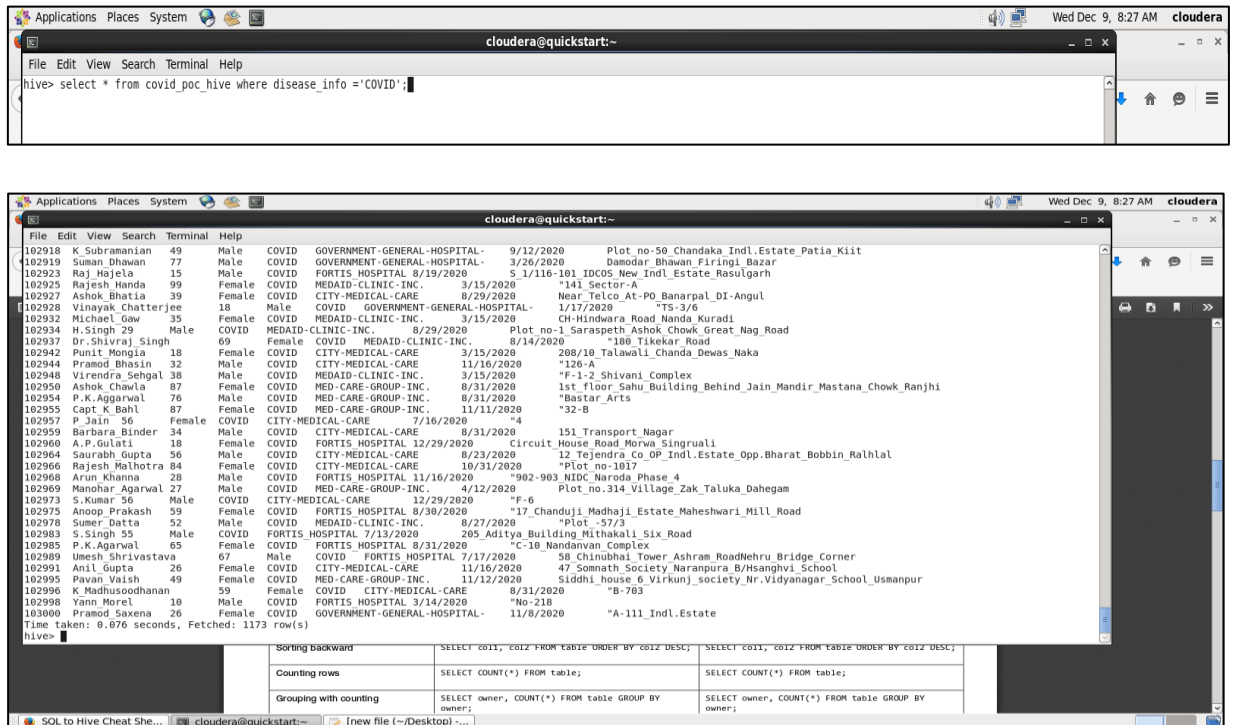 Applications Places System Wed Dec 9, 8:27 AM cloudera
cloudera@quickstart:~
File Edit View Search Terminal Help
hive> select * from covid_poc_hive where disease_info ='COVID';
Applications Places System Wed Dec 9, 8:27 AM cloudera
cloudera@quickstart:~
File Edit View Search Terminal Help
102918 K_Subramanian 49 Male COVID GOVERNMENT-GENERAL-HOSPITAL- 9/12/2020 Plot_no-50_Chandaka_Indl.Estate_Patia_Kiit
102919 Suman_Dhawan 77 Male COVID GOVERNMENT-GENERAL-HOSPITAL- 3/26/2020 Damodar_Bhawan_Firingi_Bazar
102923 Raj_Hajela 15 Male COVID FORTIS_HOSPITAL 8/19/2020 S_1/116-101_IDCOS_New_Indl_Estate_Rasulgarh
102925 Rajesh_Handa 99 Female COVID MEDAID-CLINIC-INC. 3/15/2020 "141_Sector-A
102927 Ashok_Bhatia 39 Female COVID CITY-MEDICAL-CARE 8/29/2020 Near_Telco_At-PO_Banarpal_DI-Angul
102928 Vinayak_Chatterjee 18 Male COVID GOVERNMENT-GENERAL-HOSPITAL- 1/17/2020 "TS-3/6
102932 Michael_Gaw 35 Female COVID MEDAID-CLINIC-INC. 3/15/2020 CH-Hindwara_Road_Nanda_Kuradi
102934 H.Singh 29 Male COVID MEDAID-CLINIC-INC. 8/29/2020 Plot_no-1_Saraspeth_Ashok_Chowk_Great_Nag_Road
102937 Dr.Shivraj_Singh 69 Female COVID MEDAID-CLINIC-INC. 8/14/2020 "180_Tikekar_Road
102942 Punit_Mongia 18 Female COVID CITY-MEDICAL-CARE 3/15/2020 208/10_Talawali_Chanda_Dewas_Naka
102944 Pramod_Bhasin 32 Male COVID CITY-MEDICAL-CARE 11/16/2020 "126-A
102948 Virendra_Sehgal 38 Male COVID MEDAID-CLINIC-INC. 3/15/2020 "F-1-2_Shivani_Complex
102950 Ashok_Chawla 87 Female COVID MED-CARE-GROUP-INC. 8/31/2020 1st_floor_Sahu_Building_Behind_Jain_Mandir_Mastana_Chowk_Ranjhi
102954 P.K.Aggarwal 76 Male COVID MED-CARE-GROUP-INC. 8/31/2020 "Bastar_Arts
102955 Capt_K_Bahl 87 Female COVID MED-CARE-GROUP-INC. 11/11/2020 "32-B
102957 P_Jain 56 Female COVID CITY-MEDICAL-CARE 7/16/2020 "4
102959 Barbara_Binder 34 Male COVID CITY-MEDICAL-CARE 8/31/2020 151_Transport_Nagar
102960 A.P.Gulati 18 Female COVID FORTIS_HOSPITAL 12/29/2020 Circuit_House_Road_Morwa_Singruali
102964 Saurabh_Gupta 56 Male COVID CITY-MEDICAL-CARE 8/23/2020 12_Tejendra_Co_OP_Indl.Estate_Opp.Bharat_Bobbin_Ralhlal
102966 Rajesh_Malhotra 84 Female COVID CITY-MEDICAL-CARE 10/31/2020 "Plot_no-1017
102968 Arun_Khanna 28 Male COVID FORTIS_HOSPITAL 11/16/2020 "902-903_NIDC_Naroda_Phase_4
102969 Manohar_Agarwal 27 Male COVID MED-CARE-GROUP-INC. 4/12/2020 Plot_no.314_Village_Zak_Taluka_Dahegam
102973 S.Kumar 56 Male COVID CITY-MEDICAL-CARE 12/29/2020 "F-6
102975 Anoop_Prakash 59 Female COVID FORTIS_HOSPITAL 8/30/2020 "17_Chanduji_Madhaji_Estate_Maheshwari_Mill_Road
102978 Sumer_Datta 52 Male COVID MEDAID-CLINIC-INC. 8/27/2020 "Plot_-57/3
102983 S.Singh 55 Male COVID FORTIS_HOSPITAL 7/13/2020 205_Aditya_Building_Mithakali_Six_Road
102985 P.K.Agarwal 65 Female COVID FORTIS_HOSPITAL 8/31/2020 "C-10_Nandanvan_Complex
102989 Umesh_Shrivastava 67 Male COVID FORTIS_HOSPITAL 7/17/2020 58_Chinubhai_Tower_Ashram_RoadNehru_Bridge_Corner
102991 Anil_Gupta 26 Female COVID CITY-MEDICAL-CARE 11/16/2020 47_Somnath_Society_Naranpura_B/Hsanghvi_School
102995 Pavan_Vaish 49 Female COVID MED-CARE-GROUP-INC. 11/12/2020 Siddhi_house_6_Virkunj_society_Nr.Vidyanagar_School_Usmanpur
102996 K_Madhusoodhanan 59 Female COVID CITY-MEDICAL-CARE 8/31/2020 "B-703
102998 Yann_Morel 10 Male COVID FORTIS_HOSPITAL 3/14/2020 "No-218
103000 Pramod_Saxena 26 Female COVID GOVERNMENT-GENERAL-HOSPITAL- 11/8/2020 "A-111_Indl.Estate
Time taken: 0.076 seconds, Fetched: 1173 row(s)
hive>
Sorting backward SELECT col1, col2 FROM table ORDER BY col2 DESC; SELECT col1, col2 FROM table ORDER BY col2 DESC;
Counting rows SELECT COUNT(*) FROM table; SELECT COUNT(*) FROM table;
Grouping with counting SELECT owner, COUNT(*) FROM table GROUP BY owner; SELECT owner, COUNT(*) FROM table GROUP BY owner;
SQL to Hive Cheat She... cloudera@quickstart:~ [new file (~/Desktop) -...